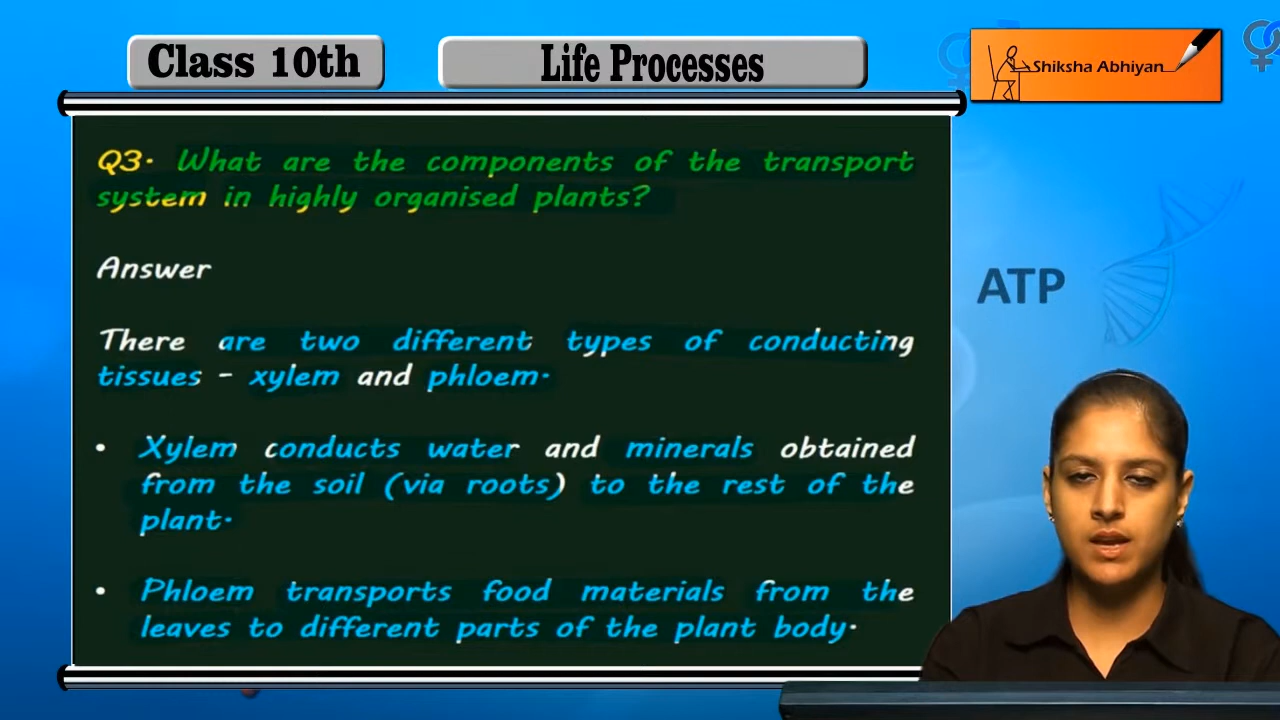 Class 10th
Life Processes
Shiksha Abhiyan
Q3. What are the components of the transport
system in highly organised plants?
Answer
There are two different types of conducting
tissues - xylem and phloem.
• Xylem conducts water and minerals obtained
from the soil (via roots) to the rest of the
plant.
• Phloem transports food materials from the
leaves to different parts of the plant body.
ATP